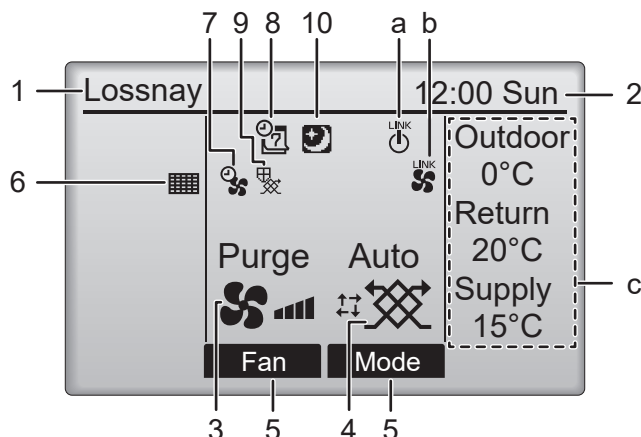 7 9 8 10 a b
1 Lossnay 12:00 Sun 2
7 LINK
LINK
6
Outdoor
0°C
Return
20°C
Supply
15°C
c
Purge Auto
3 4
Fan Mode
5 5